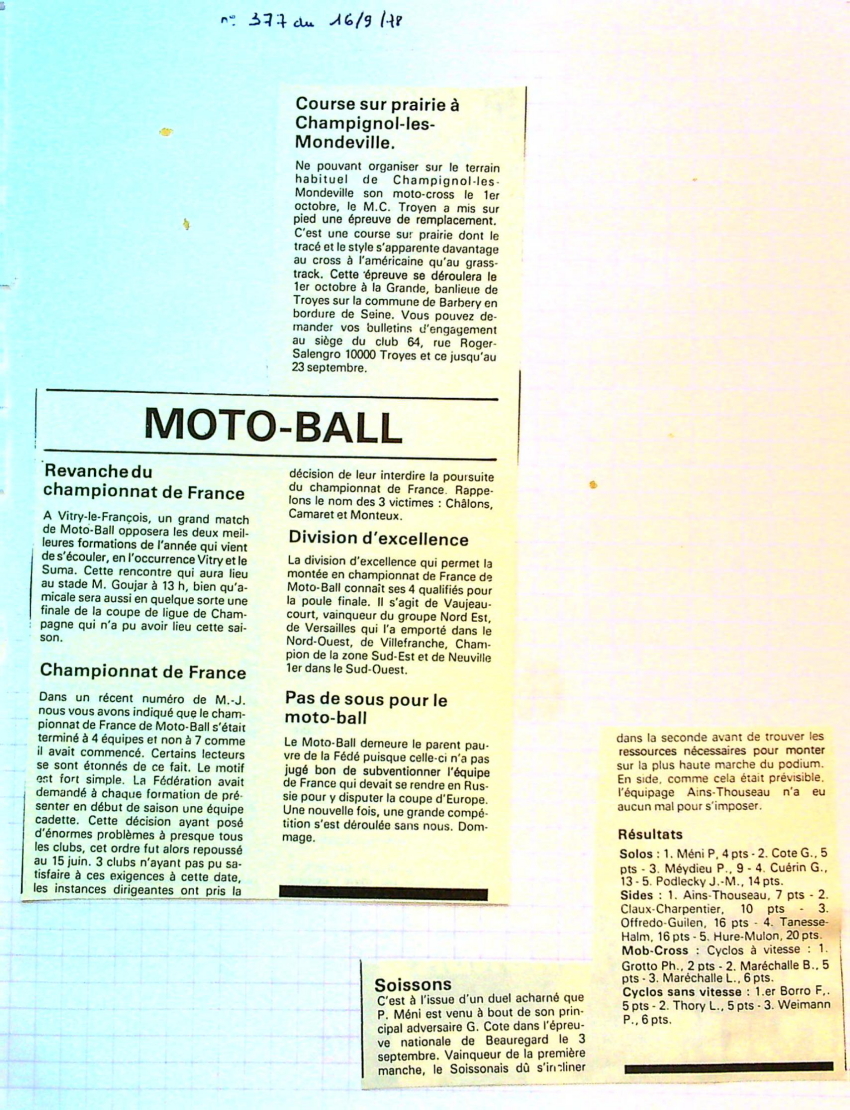 n° 377 du 16/9/78
Course sur prairie à
Champignol-les-
Mondeville.
Ne pouvant organiser sur le terrain
habituel de Champignol-les-
Mondeville son moto-cross le 1er
octobre, le M.C. Troyen a mis sur
pied une épreuve de remplacement.
C'est une course sur prairie dont le
tracé et le style s'apparente davantage
au cross à l'américaine qu'au grass-
track. Cette épreuve se déroulera le
1er octobre à la Grande, banlieue de
Troyes sur la commune de Barbery en
bordure de Seine. Vous pouvez de-
mander vos bulletins d'engagement
au siège du club 64, rue Roger-
Salengro 10000 Troyes et ce jusqu'au
23 septembre.
MOTO-BALL
Revanche du
championnat de France
A Vitry-le-François, un grand match
de Moto-Ball opposera les deux meil-
leures formations de l'année qui vient
de s'écouler, en l'occurrence Vitry et le
Suma. Cette rencontre qui aura lieu
au stade M. Goujar à 13 h, bien qu'a-
micale sera aussi en quelque sorte une
finale de la coupe de ligue de Cham-
pagne qui n'a pu avoir lieu cette sai-
son.
Championnat de France
Dans un récent numéro de M.-J.
nous vous avons indiqué que le cham-
pionnat de France de Moto-Ball s'était
terminé à 4 équipes et non à 7 comme
il avait commencé. Certains lecteurs
se sont étonnés de ce fait. Le motif
est fort simple. La Fédération avait
demandé à chaque formation de pré-
senter en début de saison une équipe
cadette. Cette décision ayant posé
d'énormes problèmes à presque tous
les clubs, cet ordre fut alors repoussé
au 15 juin. 3 clubs n'ayant pas pu sa-
tisfaire à ces exigences à cette date,
les instances dirigeantes ont pris la
décision de leur interdire la poursuite
du championnat de France. Rappe-
lons le nom des 3 victimes : Châlons,
Camaret et Monteux.
Division d'excellence
La division d'excellence qui permet la
montée en championnat de France de
Moto-Ball connaît ses 4 qualifiés pour
la poule finale. Il s'agit de Vaujeau-
court, vainqueur du groupe Nord Est,
de Versailles qui l'a emporté dans le
Nord-Ouest, de Villefranche, Cham-
pion de la zone Sud-Est et de Neuville
1er dans le Sud-Ouest.
Pas de sous pour le
moto-ball
Le Moto-Ball demeure le parent pau-
vre de la Fédé puisque celle-ci n'a pas
jugé bon de subventionner l'équipe
de France qui devait se rendre en Rus-
sie pour y disputer la coupe d'Europe.
Une nouvelle fois, une grande compé-
tition s'est déroulée sans nous. Dom-
mage.
Soissons
C'est à l'issue d'un duel acharné que
P. Méni est venu à bout de son prin-
cipal adversaire G. Cote dans l'épreu-
ve nationale de Beauregard le 3
septembre. Vainqueur de la première
manche, le Soissonais dû s'incliner
dans la seconde avant de trouver les
ressources nécessaires pour monter
sur la plus haute marche du podium.
En side, comme cela était prévisible,
l'équipage Ains-Thouseau n'a eu
aucun mal pour s'imposer.
Résultats
Solos : 1. Méni P, 4 pts - 2. Cote G., 5
pts - 3. Méydieu P., 9 - 4. Cuérin G.,
13 - 5. Podlecky J.-M., 14 pts.
Sides : 1. Ains-Thouseau, 7 pts - 2.
Claux-Charpentier, 10 pts - 3.
Offredo-Guilen, 16 pts - 4. Tanesse-
Halm, 16 pts - 5. Hure-Mulon, 20 pts.
Mob-Cross : Cyclos à vitesse : 1.
Grotto Ph., 2 pts - 2. Maréchalle B., 5
pts - 3. Maréchalle L., 6 pts.
Cyclos sans vitesse : 1.er Borro F,.
5 pts - 2. Thory L., 5 pts - 3. Weimann
P., 6 pts.